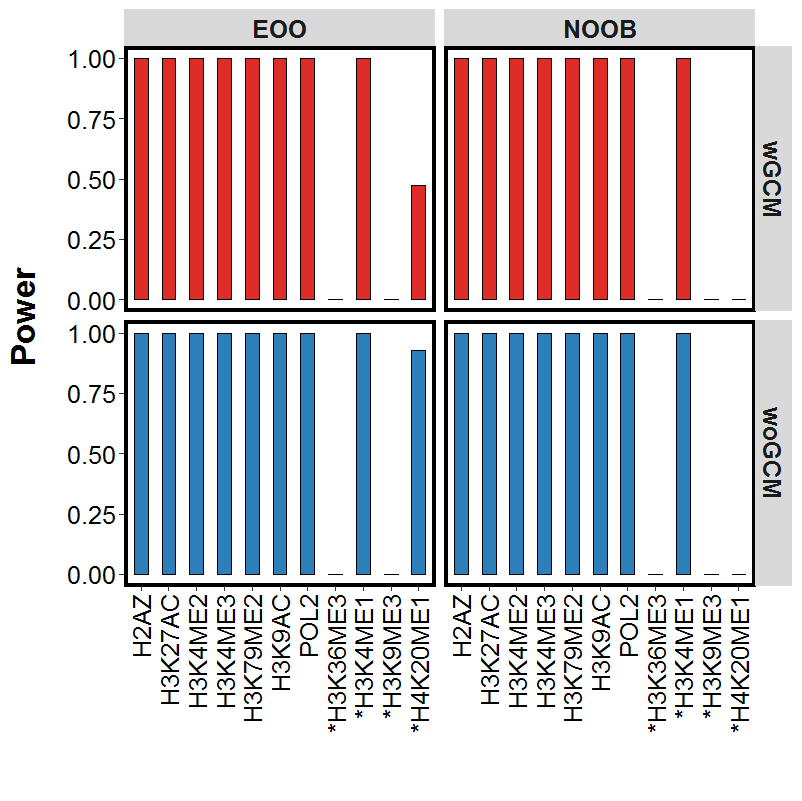 EOO
NOOB
Power
1.00
0.75
0.50
0.25
0.00
wGCM
1.00
0.75
0.50
0.25
0.00
woGCM
H2AZ
H3K27AC
H3K4ME2
H3K4ME3
H3K79ME2
H3K9AC
POL2
*H3K36ME3
*H3K4ME1
*H3K9ME3
*H4K20ME1
H2AZ
H3K27AC
H3K4ME2
H3K4ME3
H3K79ME2
H3K9AC
POL2
*H3K36ME3
*H3K4ME1
*H3K9ME3
*H4K20ME1